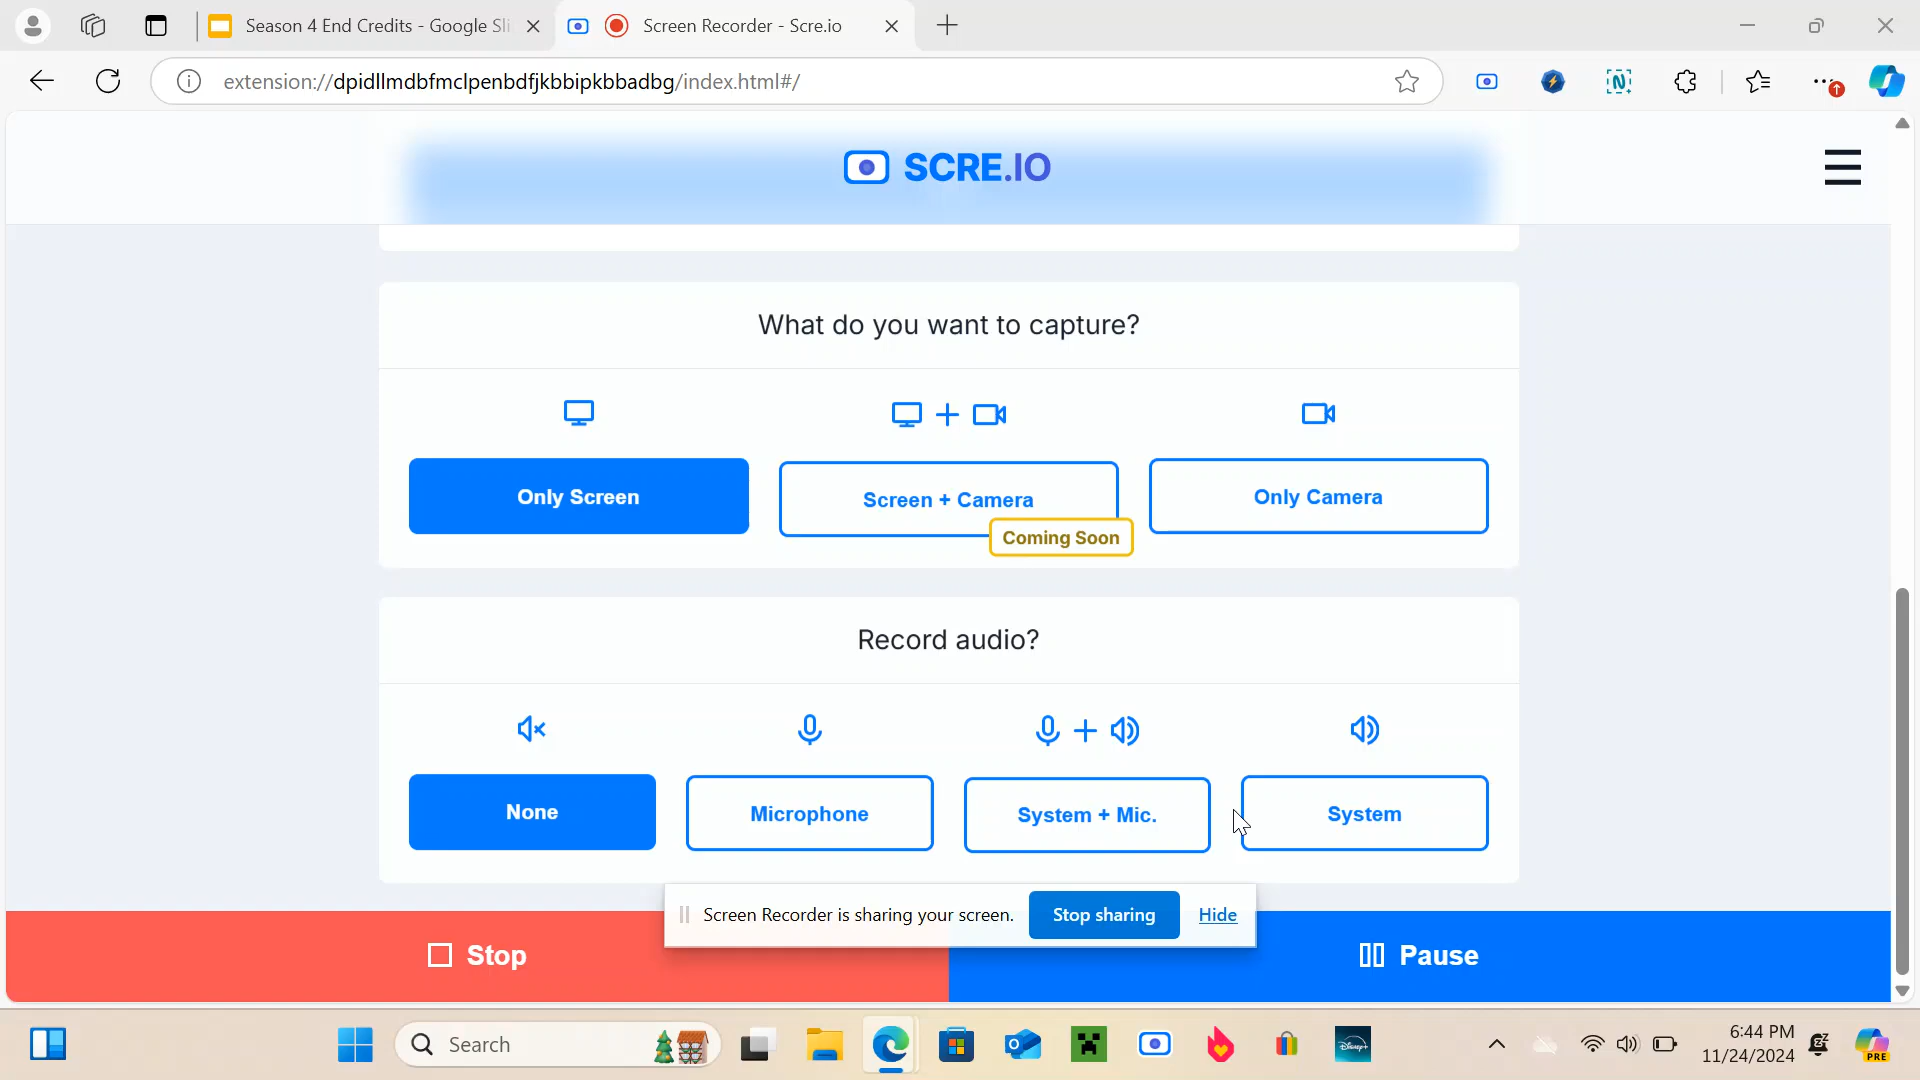 Season 4 End Credits - Google Sli
Screen Recorder - Scre.io
extension://dpidllmdbfmclpenbdfjkbbipkbbadbg/index.html#/
SCRE.IO
What do you want to capture?
Only Screen
Screen + Camera
Only Camera
Coming Soon
Record audio?
None
Microphone
System + Mic.
System
Screen Recorder is sharing your screen.
Stop sharing
Hide
Stop
Pause
Search
Disney+
6:44 PM
11/24/2024
PRE